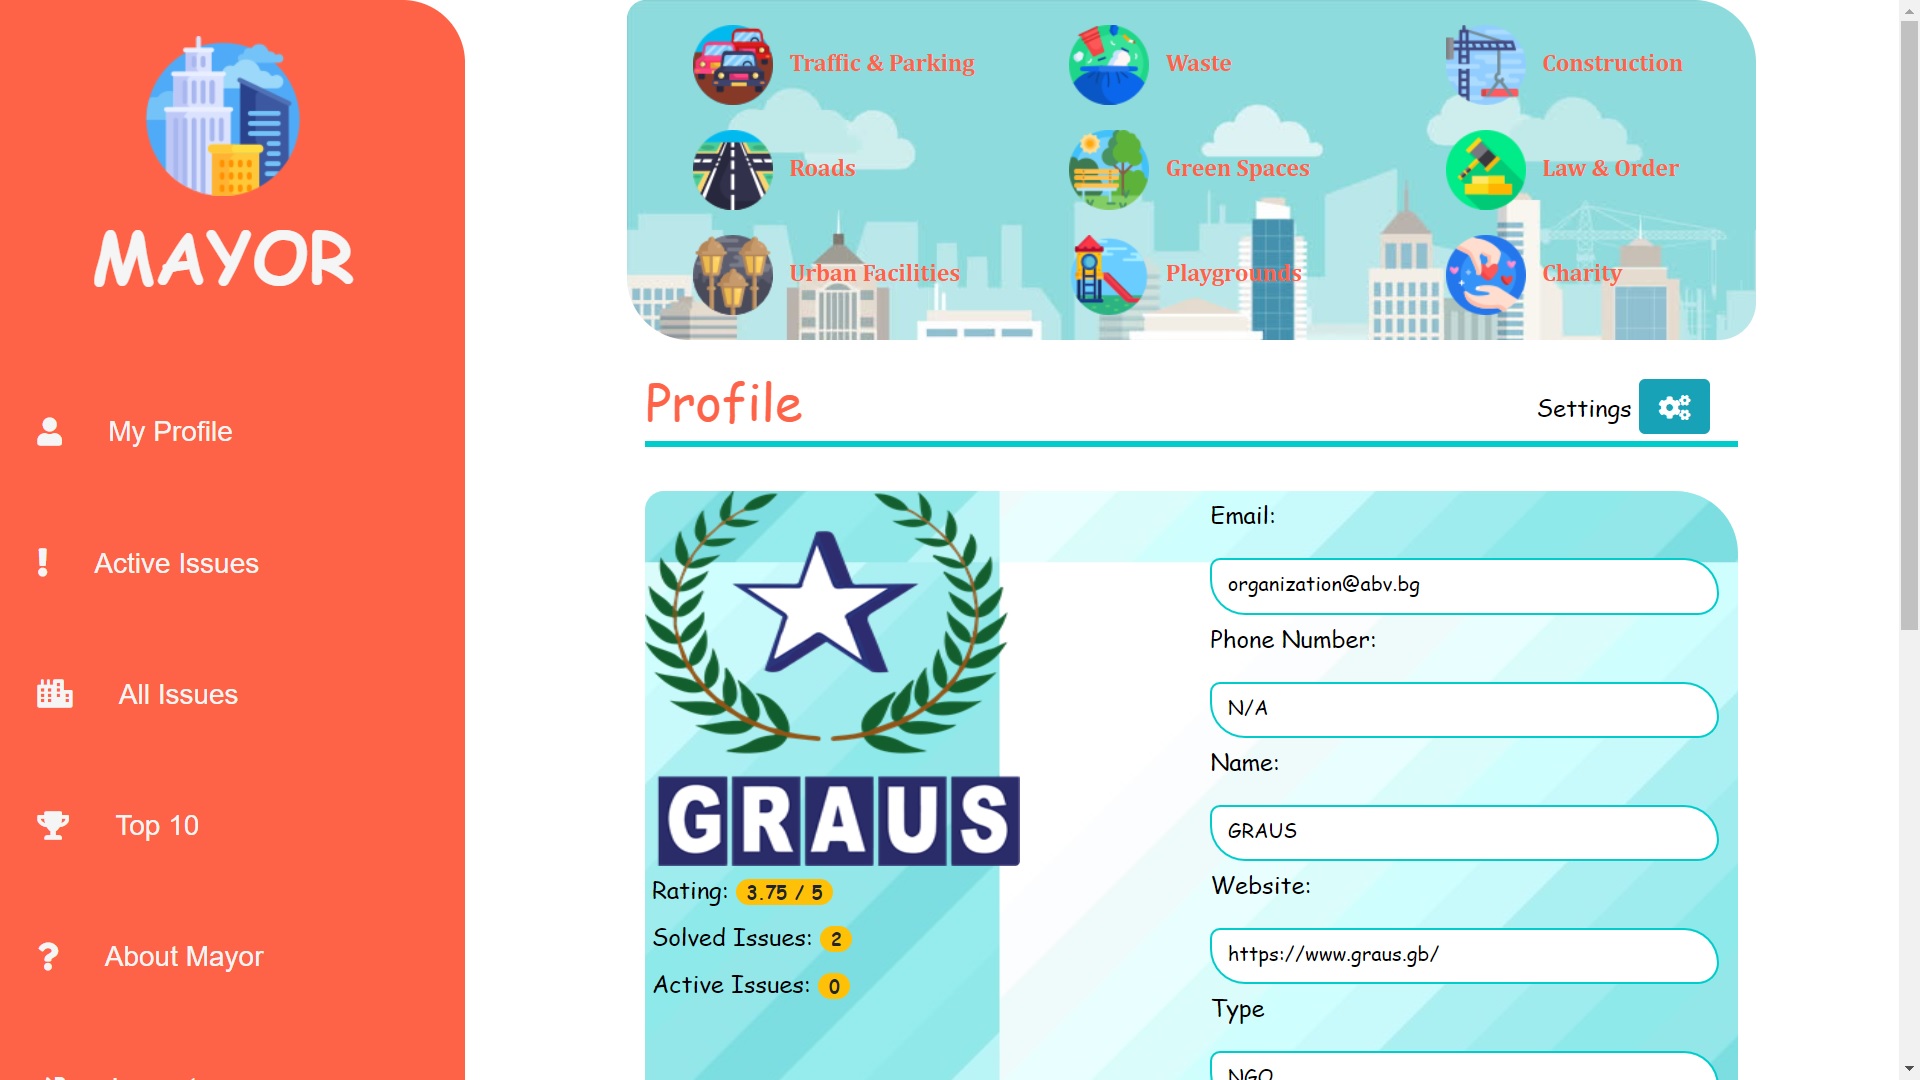 MAYOR
My Profile
Active Issues
All Issues
Top 10
About Mayor
Traffic & Parking
Waste
Construction
Roads
Green Spaces
Law & Order
Urban Facilities
Playgrounds
Charity
Profile
Settings
GRAUS
Rating: 3.75 / 5
Solved Issues: 2
Active Issues: 0
Email:
organization@abv.bg
Phone Number:
N/A
Name:
GRAUS
Website:
https://www.graus.gb/
Type
NGO